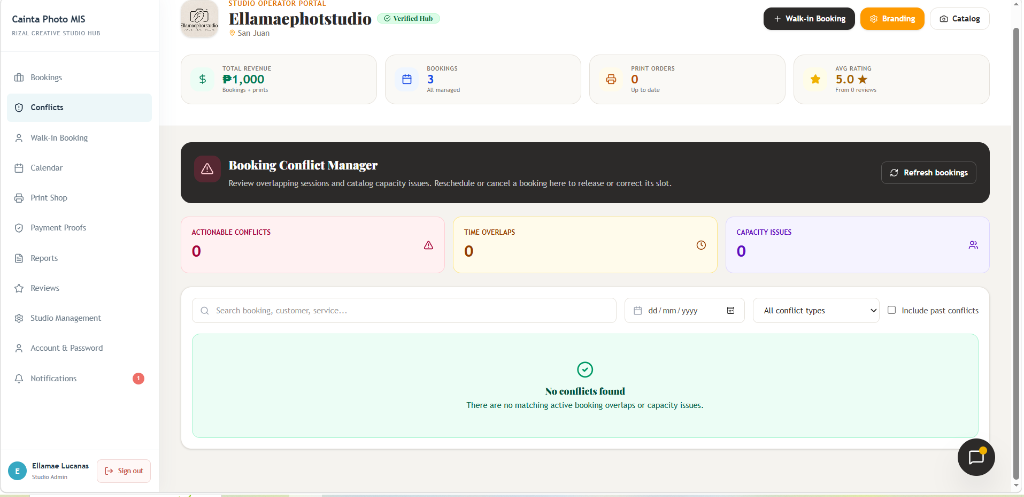 Cainta Photo MIS
RIZAL CREATIVE STUDIO HUB
Bookings
Conflicts
Walk-in Booking
Calendar
Print Shop
Payment Proofs
Reports
Reviews
Studio Management
Account & Password
Notifications
E
Ellamae Lucanas
Studio Admin
Sign out
STUDIO OPERATOR PORTAL
Ellamaephotstudio
Verified Hub
San Juan
Walk-in Booking
Branding
Catalog
TOTAL REVENUE
₱1,000
Bookings + prints
BOOKINGS
3
All managed
PRINT ORDERS
0
Up to date
AVG RATING
5.0 ★
From 0 reviews
Booking Conflict Manager
Review overlapping sessions and catalog capacity issues. Reschedule or cancel a booking here to release or correct its slot.
Refresh bookings
ACTIONABLE CONFLICTS
0
TIME OVERLAPS
0
CAPACITY ISSUES
0
Search booking, customer, service...
dd/mm/yyyy
All conflict types
Include past conflicts
No conflicts found
There are no matching active booking overlaps or capacity issues.